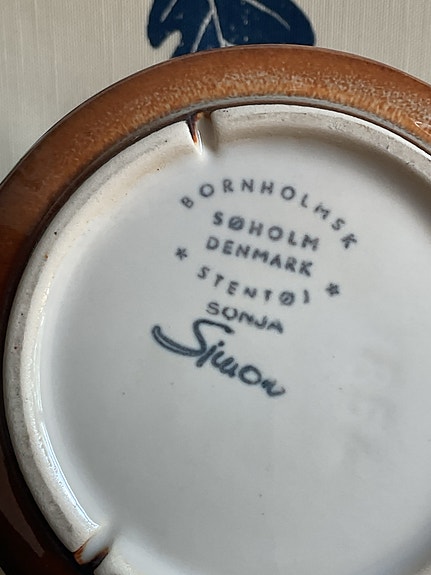 BORNHOLMSK
SØHOLM
DENMARK
* STENTØJ *
SONJA
Simon